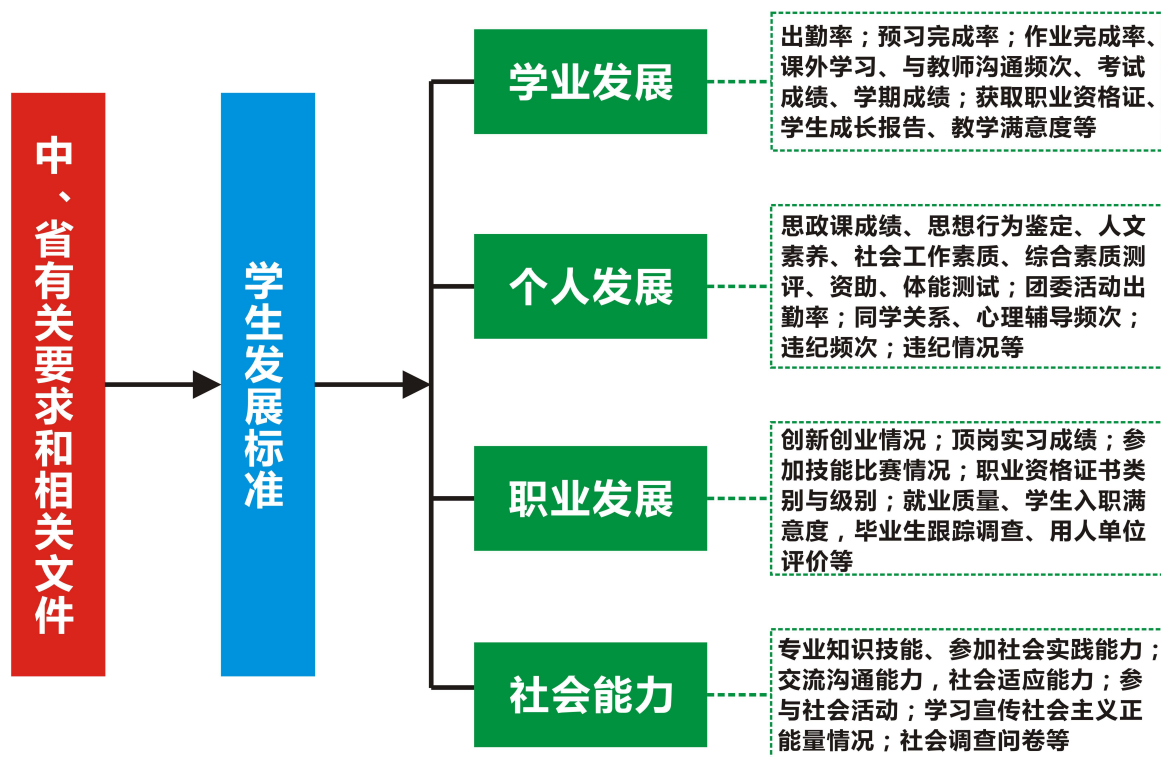 中、省有关要求和相关文件
学生发展标准
学业发展
出勤率；预习完成率；作业完成率、
课外学习、与教师沟通频次、考试
成绩、学期成绩；获取职业资格证、
学生成长报告、教学满意度等
个人发展
思政课成绩、思想行为鉴定、人文
素养、社会工作素质、综合素质测
评、资助、体能测试；团委活动出
勤率；同学关系、心理辅导频次；
违纪频次；违纪情况等
职业发展
创新创业情况；顶岗实习成绩；参
加技能比赛情况；职业资格证书类
别与级别；就业质量、学生入职满
意度，毕业生跟踪调查、用人单位
评价等
社会能力
专业知识技能、参加社会实践能力；
交流沟通能力，社会适应能力；参
与社会活动；学习宣传社会主义正
能量情况；社会调查问卷等